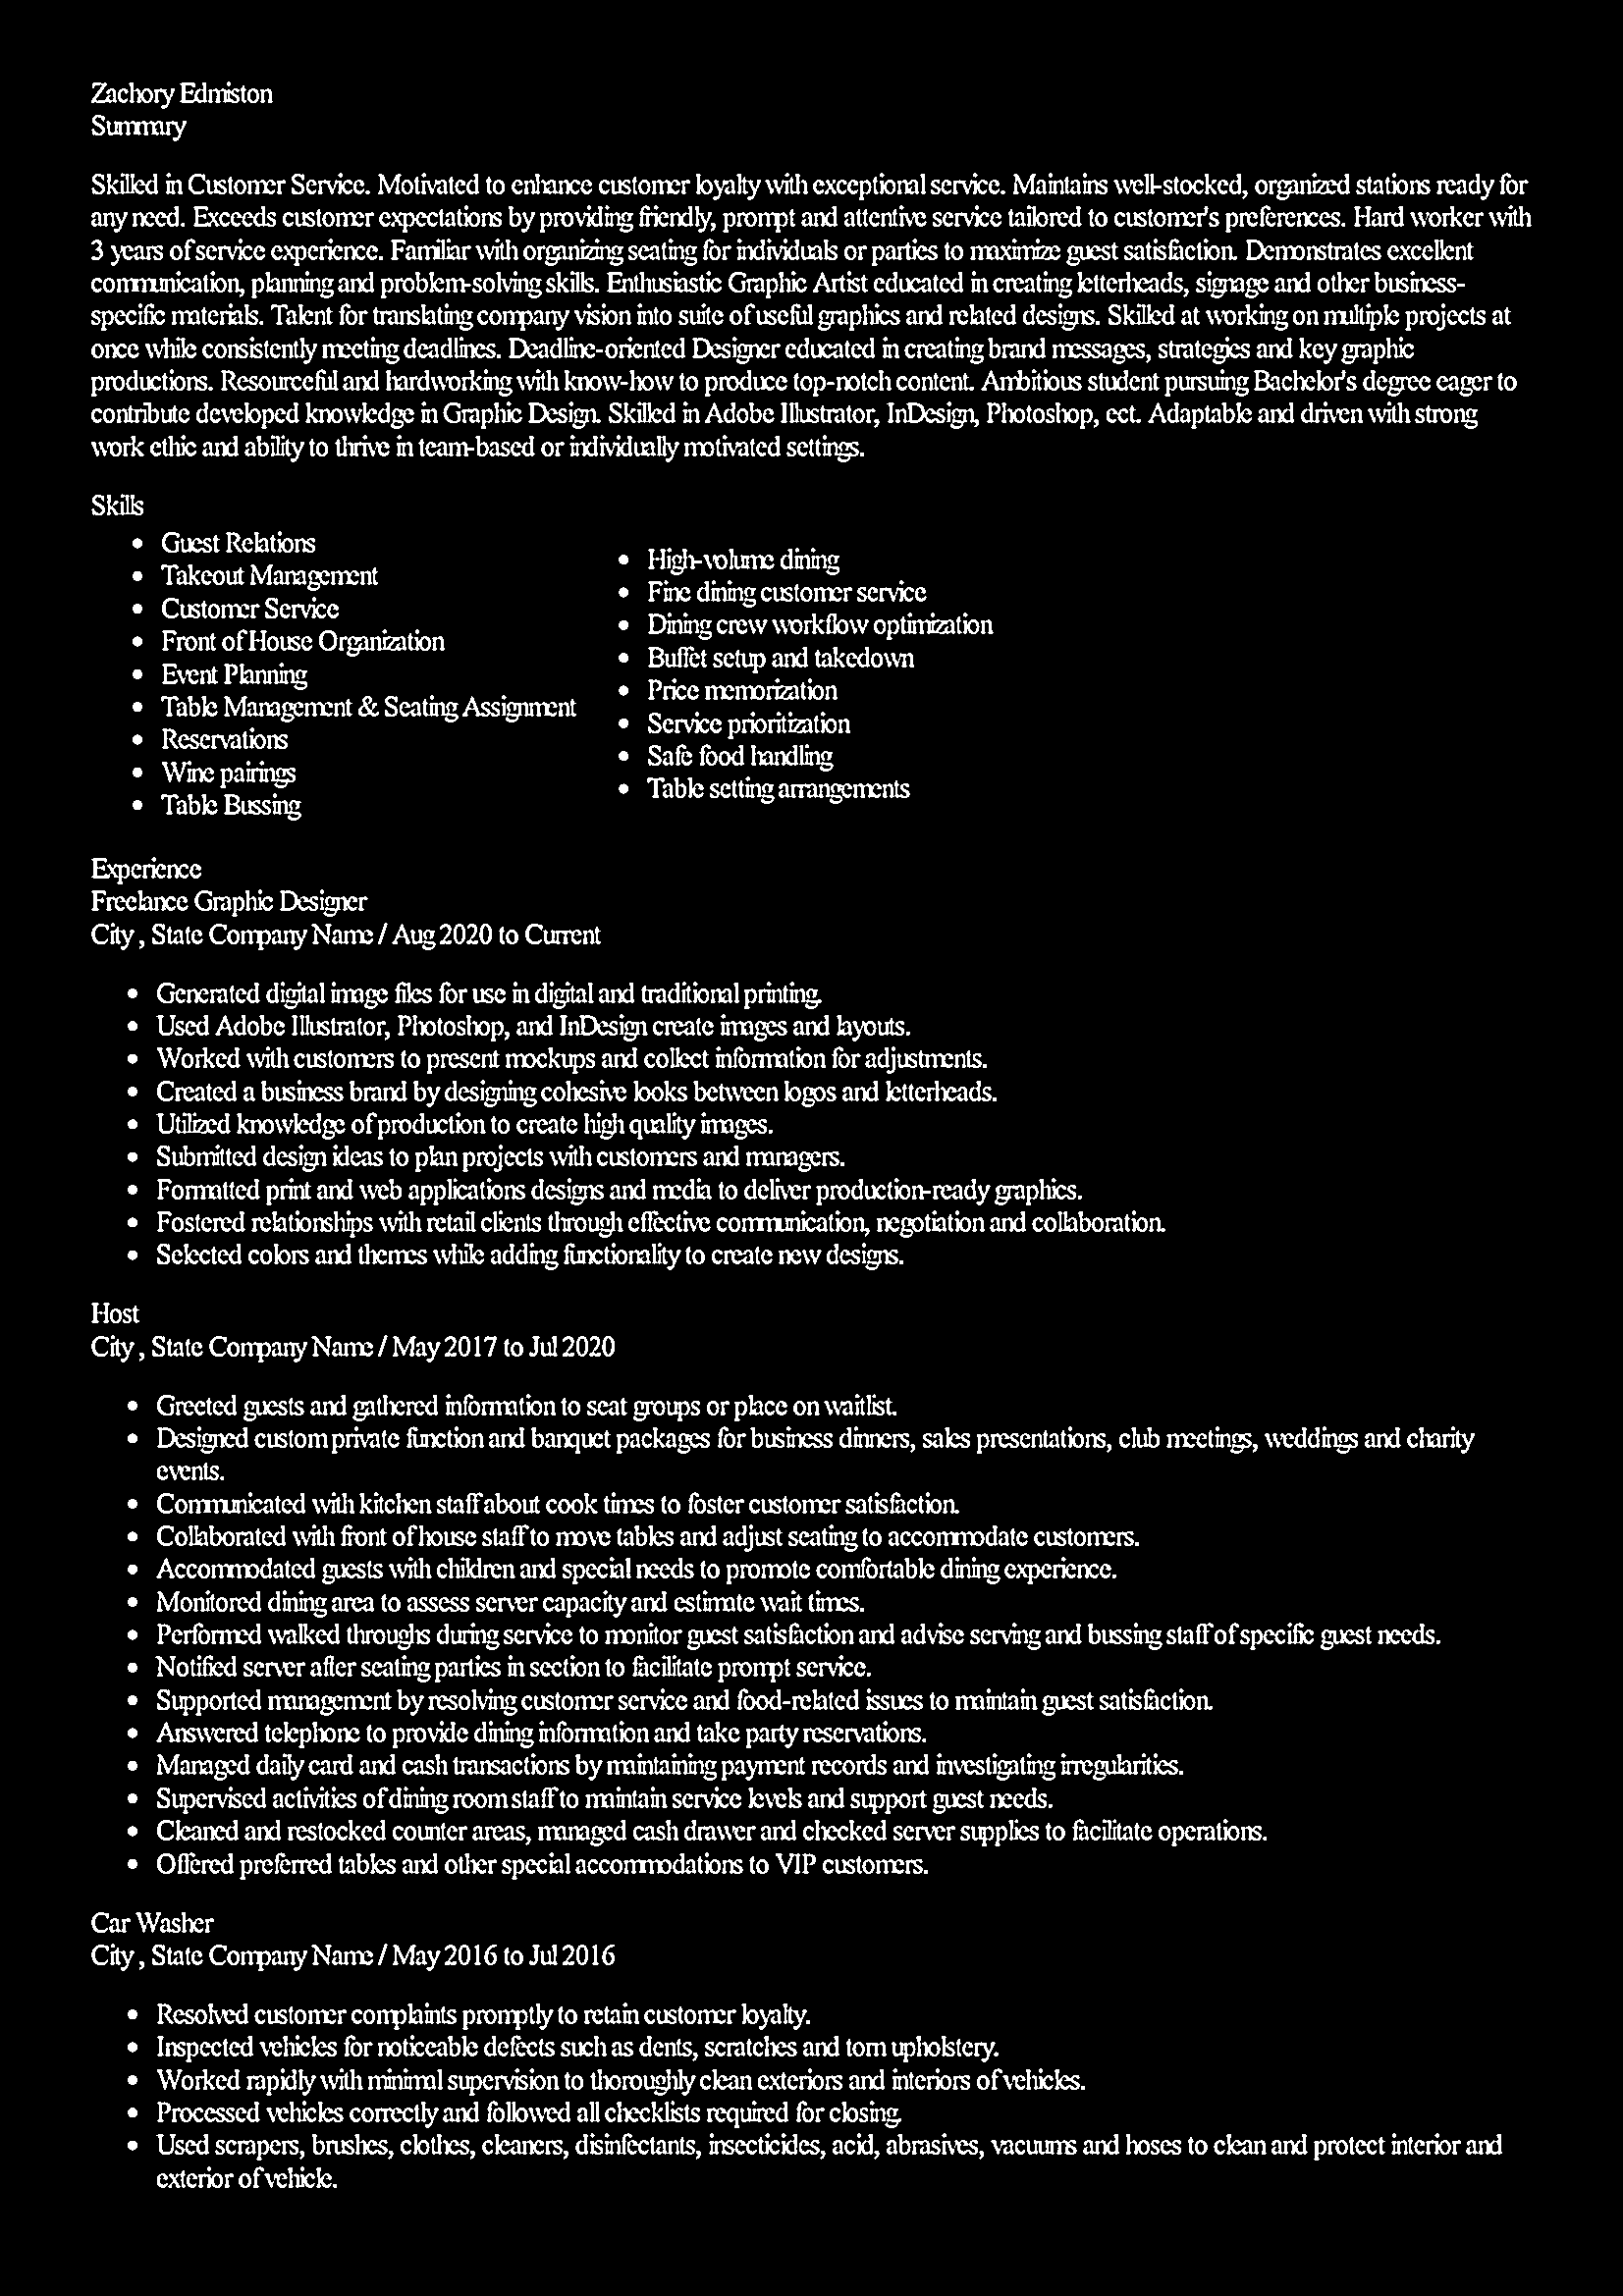 Zachory Edmiston
Summary
Skilled in Customer Service. Motivated to enhance customer loyalty with exceptional service. Maintains well-stocked, organized stations ready for
any need. Exceeds customer expectations by providing friendly, prompt and attentive service tailored to customer's preferences. Hard worker with
3 years of service experience. Familiar with organizing seating for individuals or parties to maximize guest satisfaction. Demonstrates excellent
communication, planning and problem-solving skills. Enthusiastic Graphic Artist educated in creating letterheads, signage and other business-
specific materials. Talent for translating company vision into suite of useful graphics and related designs. Skilled at working on multiple projects at
once while consistently meeting deadlines. Deadline-oriented Designer educated in creating brand messages, strategies and key graphic
productions. Resourceful and hardworking with know-how to produce top-notch content. Ambitious student pursuing Bachelor's degree eager to
contribute developed knowledge in Graphic Design. Skilled in Adobe Illustrator, InDesign, Photoshop, ect. Adaptable and driven with strong
work ethic and ability to thrive in team-based or individually motivated settings.
Skills
• Guest Relations
• Takeout Management
• Customer Service
• Front of House Organization
• Event Planning
• Table Management & Seating Assignment
• Reservations
• Wine pairings
• Table Bussing
• High-volume dining
• Fine dining customer service
• Dining crew workflow optimization
• Buffet setup and takedown
• Price memorization
• Service prioritization
• Safe food handling
• Table setting arrangements
Experience
Freelance Graphic Designer
City , State Company Name / Aug 2020 to Current
• Generated digital image files for use in digital and traditional printing.
• Used Adobe Illustrator, Photoshop, and InDesign create images and layouts.
• Worked with customers to present mockups and collect information for adjustments.
• Created a business brand by designing cohesive looks between logos and letterheads.
• Utilized knowledge of production to create high quality images.
• Submitted design ideas to plan projects with customers and managers.
• Formatted print and web applications designs and media to deliver production-ready graphics.
• Fostered relationships with retail clients through effective communication, negotiation and collaboration.
• Selected colors and themes while adding functionality to create new designs.
Host
City , State Company Name / May 2017 to Jul 2020
• Greeted guests and gathered information to seat groups or place on waitlist.
• Designed custom private function and banquet packages for business dinners, sales presentations, club meetings, weddings and charity
events.
• Communicated with kitchen staff about cook times to foster customer satisfaction.
• Collaborated with front of house staff to move tables and adjust seating to accommodate customers.
• Accommodated guests with children and special needs to promote comfortable dining experience.
• Monitored dining area to assess server capacity and estimate wait times.
• Performed walked throughs during service to monitor guest satisfaction and advise serving and bussing staff of specific guest needs.
• Notified server after seating parties in section to facilitate prompt service.
• Supported management by resolving customer service and food-related issues to maintain guest satisfaction.
• Answered telephone to provide dining information and take party reservations.
• Managed daily card and cash transactions by maintaining payment records and investigating irregularities.
• Supervised activities of dining room staff to maintain service levels and support guest needs.
• Cleaned and restocked counter areas, managed cash drawer and checked server supplies to facilitate operations.
• Offered preferred tables and other special accommodations to VIP customers.
Car Washer
City , State Company Name / May 2016 to Jul 2016
• Resolved customer complaints promptly to retain customer loyalty.
• Inspected vehicles for noticeable defects such as dents, scratches and torn upholstery.
• Worked rapidly with minimal supervision to thoroughly clean exteriors and interiors of vehicles.
• Processed vehicles correctly and followed all checklists required for closing.
• Used scrapers, brushes, clothes, cleaners, disinfectants, insecticides, acid, abrasives, vacuums and hoses to clean and protect interior and
exterior of vehicle.